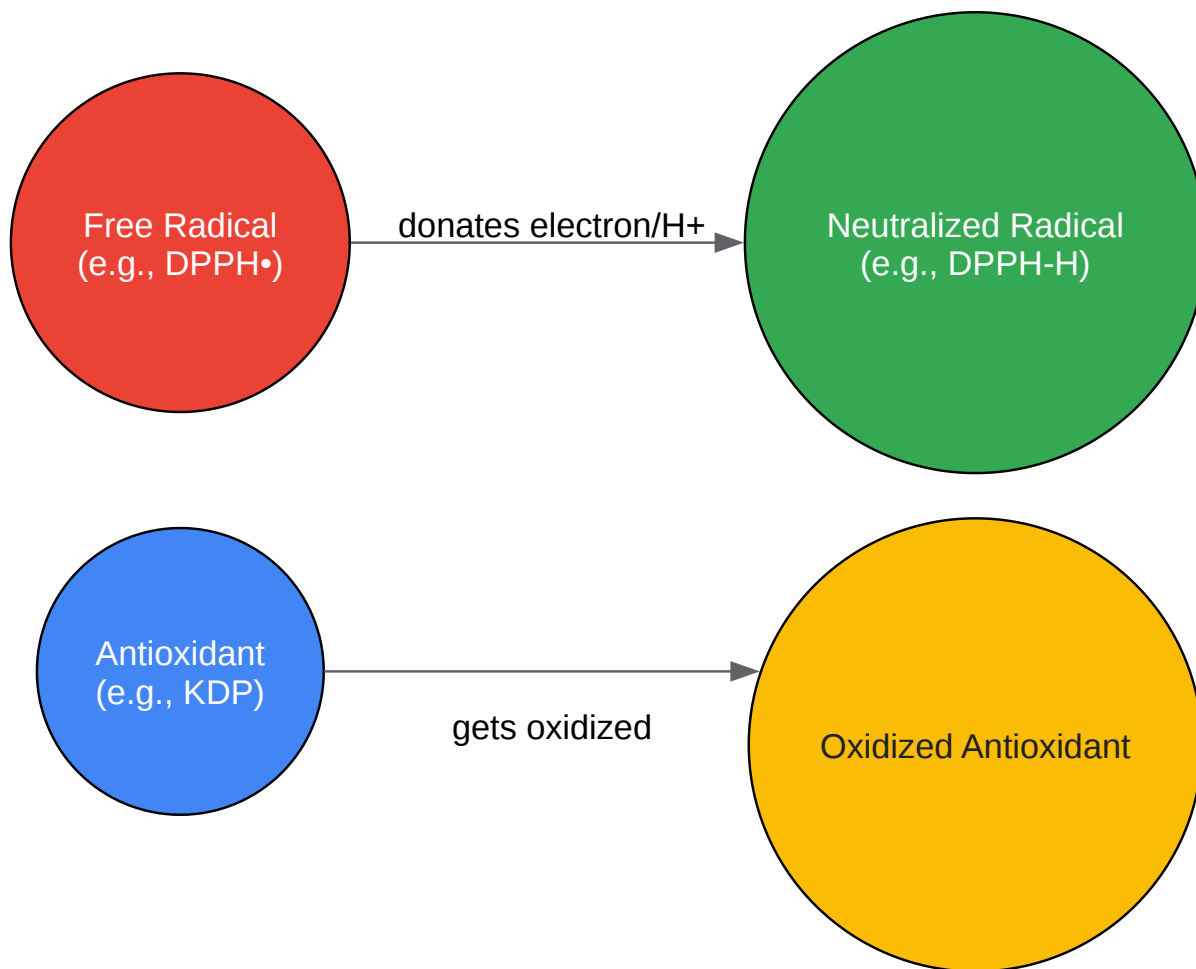 Free Radical
(e.g., DPPH•)
donates electron/H+
Neutralized Radical
(e.g., DPPH-H)
Antioxidant
(e.g., KDP)
gets oxidized
Oxidized Antioxidant